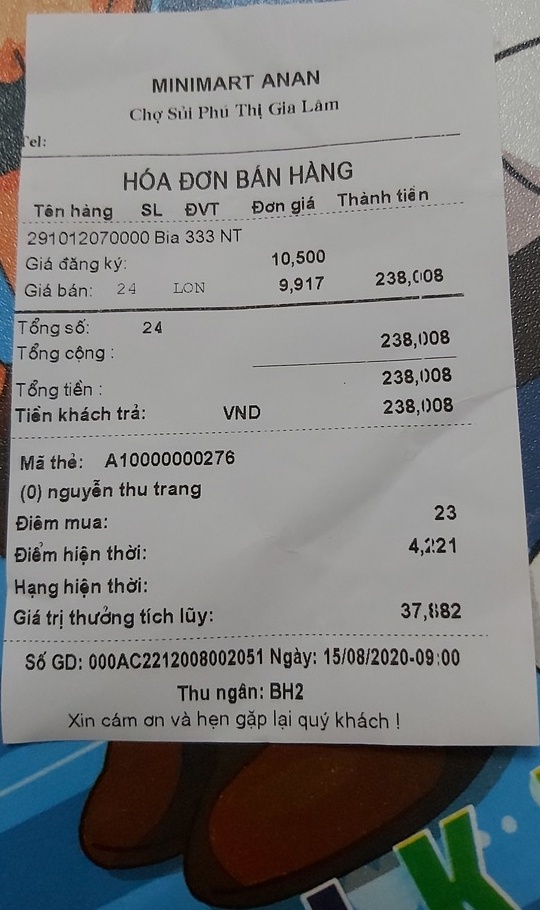 MINIMART ANAN
Chợ Sủi Phú Thị Gia Lâm
Tel:
HÓA ĐƠN BÁN HÀNG
Tên hàng SL ĐVT Đơn giá Thành tiền
291012070000 Bia 333 NT
Giá đăng ký: 10,500
Giá bán: 24 LON 9,917 238,008
Tổng số: 24
Tổng cộng : 238,008
Tổng tiền : 238,008
Tiền khách trả: VND 238,008
Mã thẻ: A10000000276
(0) nguyễn thu trang
Điểm mua: 23
Điểm hiện thời: 4,221
Hạng hiện thời:
Giá trị thưởng tích lũy: 37,882
Số GD: 000AC2212008002051 Ngày: 15/08/2020-09:00
Thu ngân: BH2
Xin cám ơn và hẹn gặp lại quý khách !
K